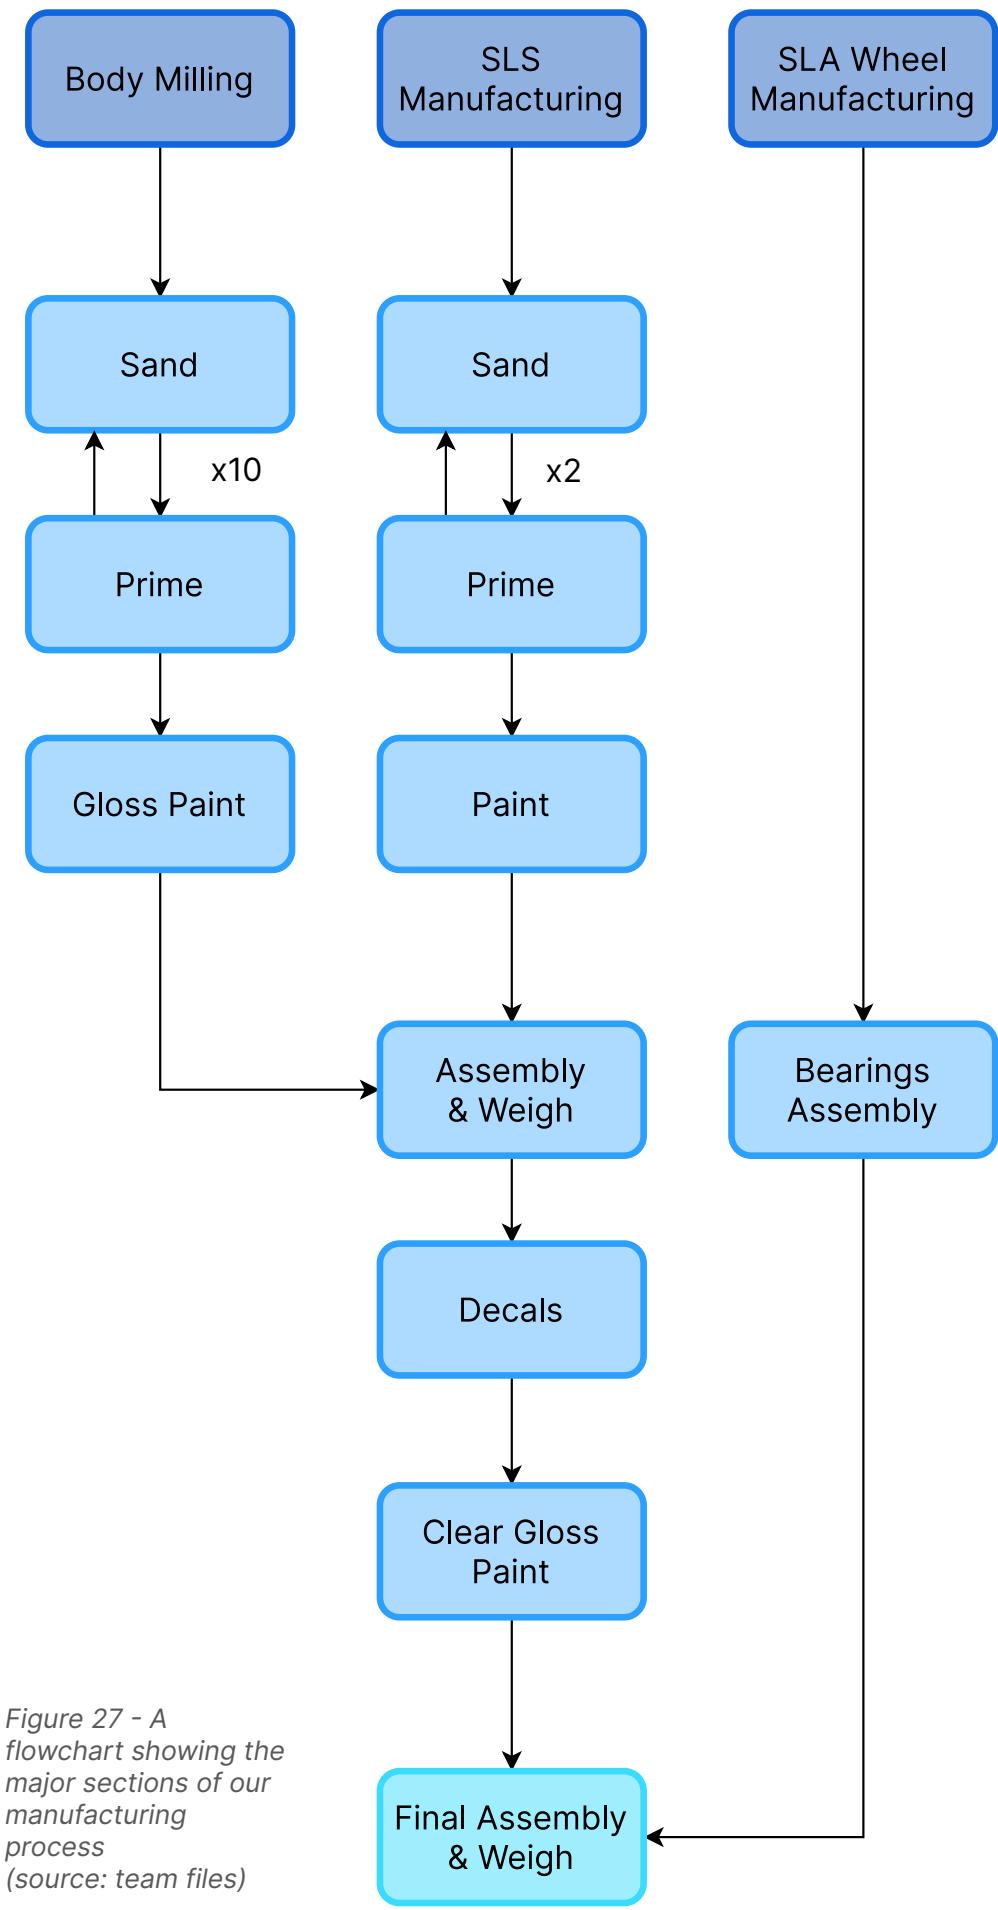 Body Milling
SLS
Manufacturing
SLA Wheel
Manufacturing
Sand
Sand
x10
x2
Prime
Prime
Gloss Paint
Paint
Assembly
& Weigh
Bearings
Assembly
Decals
Clear Gloss
Paint
Final Assembly
& Weigh
Figure 27 - A
flowchart showing the
major sections of our
manufacturing
process
(source: team files)